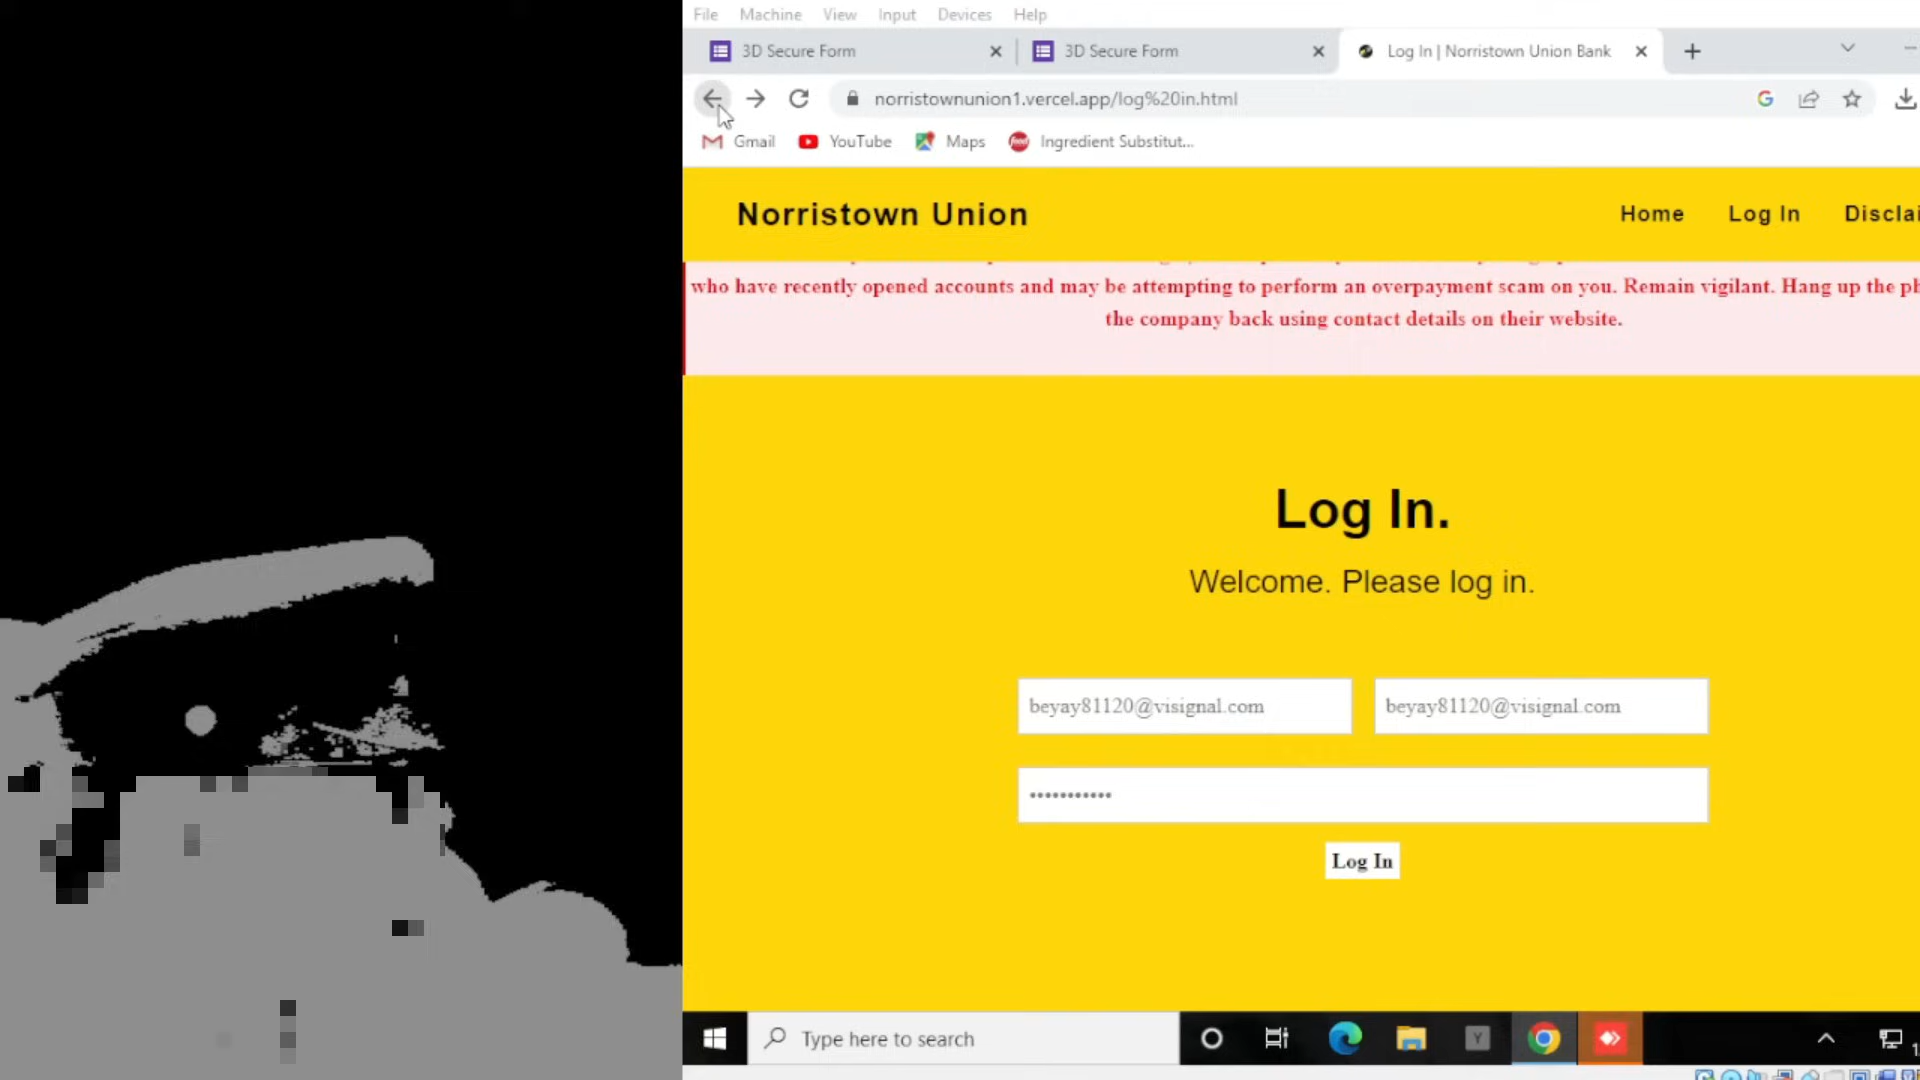 File Machine View Input Devices Help
3D Secure Form
3D Secure Form
Log In | Norristown Union Bank
norristownunion1.vercel.app/log%20in.html
Gmail YouTube Maps Ingredient Substitut...
Norristown Union
Home Log In
who have recently opened accounts and may be attempting to perform an overpayment scam on you. Remain vigilant. Hang up the
the company back using contact details on their website.
Log In.
Welcome. Please log in.
beyay81120@visignal.com
beyay81120@visignal.com
Log In
Type here to search